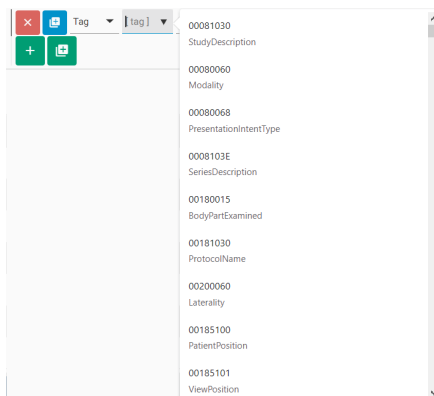 Tag
[ tag ]
00081030
StudyDescription
00080060
Modality
00080068
PresentationIntentType
0008103E
SeriesDescription
00180015
BodyPartExamined
00181030
ProtocolName
00200060
Laterality
00185100
PatientPosition
00185101
ViewPosition